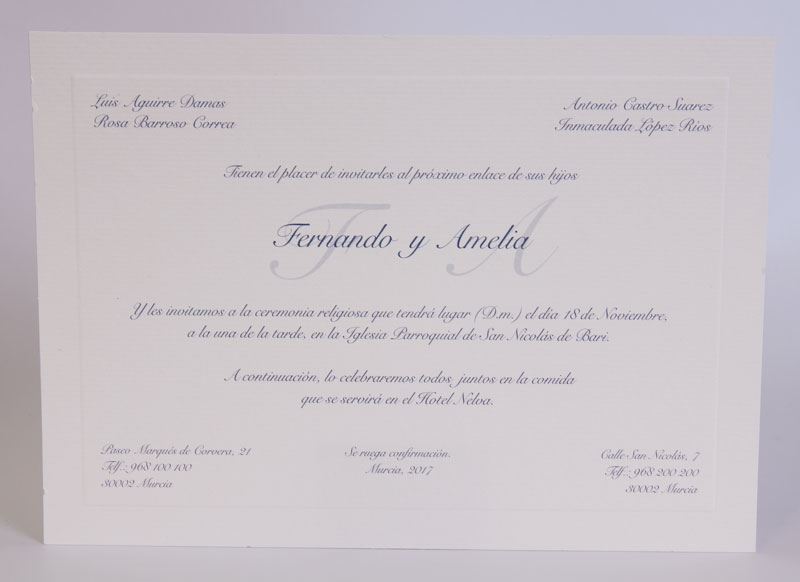 Luis Aguirre Damas
Rosa Barroso Correa
Antonio Castro Suarez
Inmaculada López Rios
Tienen el placer de invitarles al próximo enlace de sus hijos
F A
Fernando y Amelia
Y les invitamos a la ceremonia religiosa que tendrá lugar (D.m.) el día 18 de Noviembre,
a la una de la tarde, en la Iglesia Parroquial de San Nicolás de Bari.
A continuación, lo celebraremos todos juntos en la comida
que se servirá en el Hotel Nelva.
Paseo Marqués de Corvera, 21
Telf.: 968 100 100
30002 Murcia
Se ruega confirmación.
Murcia, 2017
Calle San Nicolás, 7
Telf.: 968 200 200
30002 Murcia